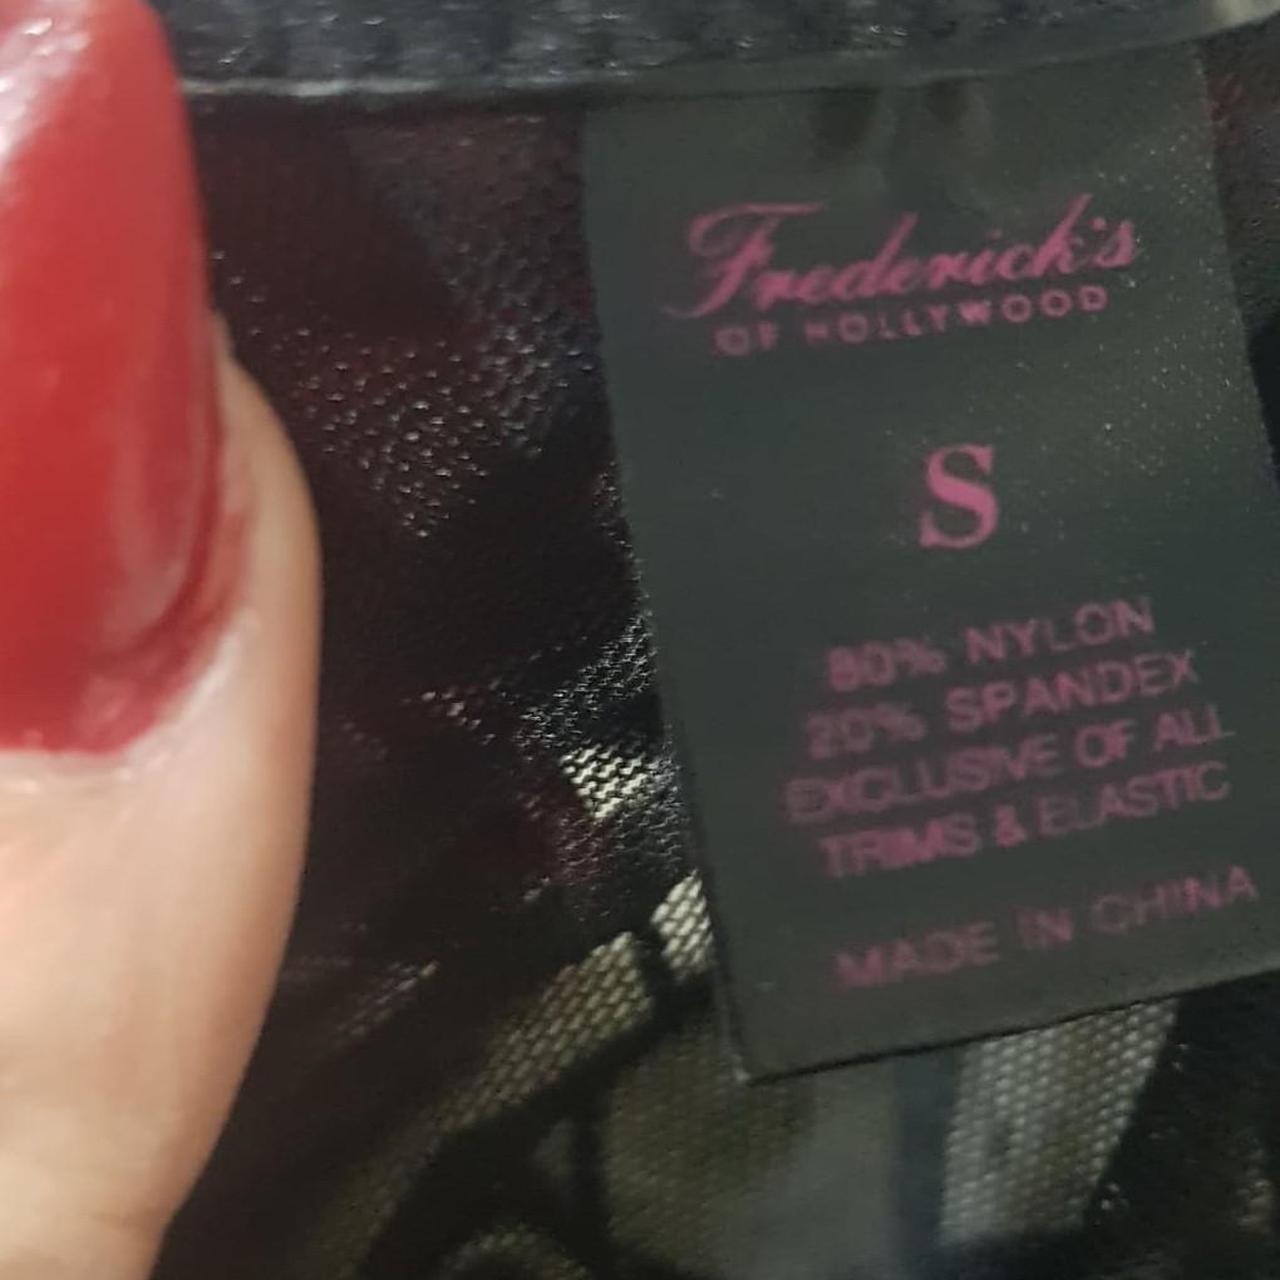 Frederick's
OF HOLLYWOOD
S
80% NYLON
20% SPANDEX
EXCLUSIVE OF ALL
TRIMS & ELASTIC
MADE IN CHINA